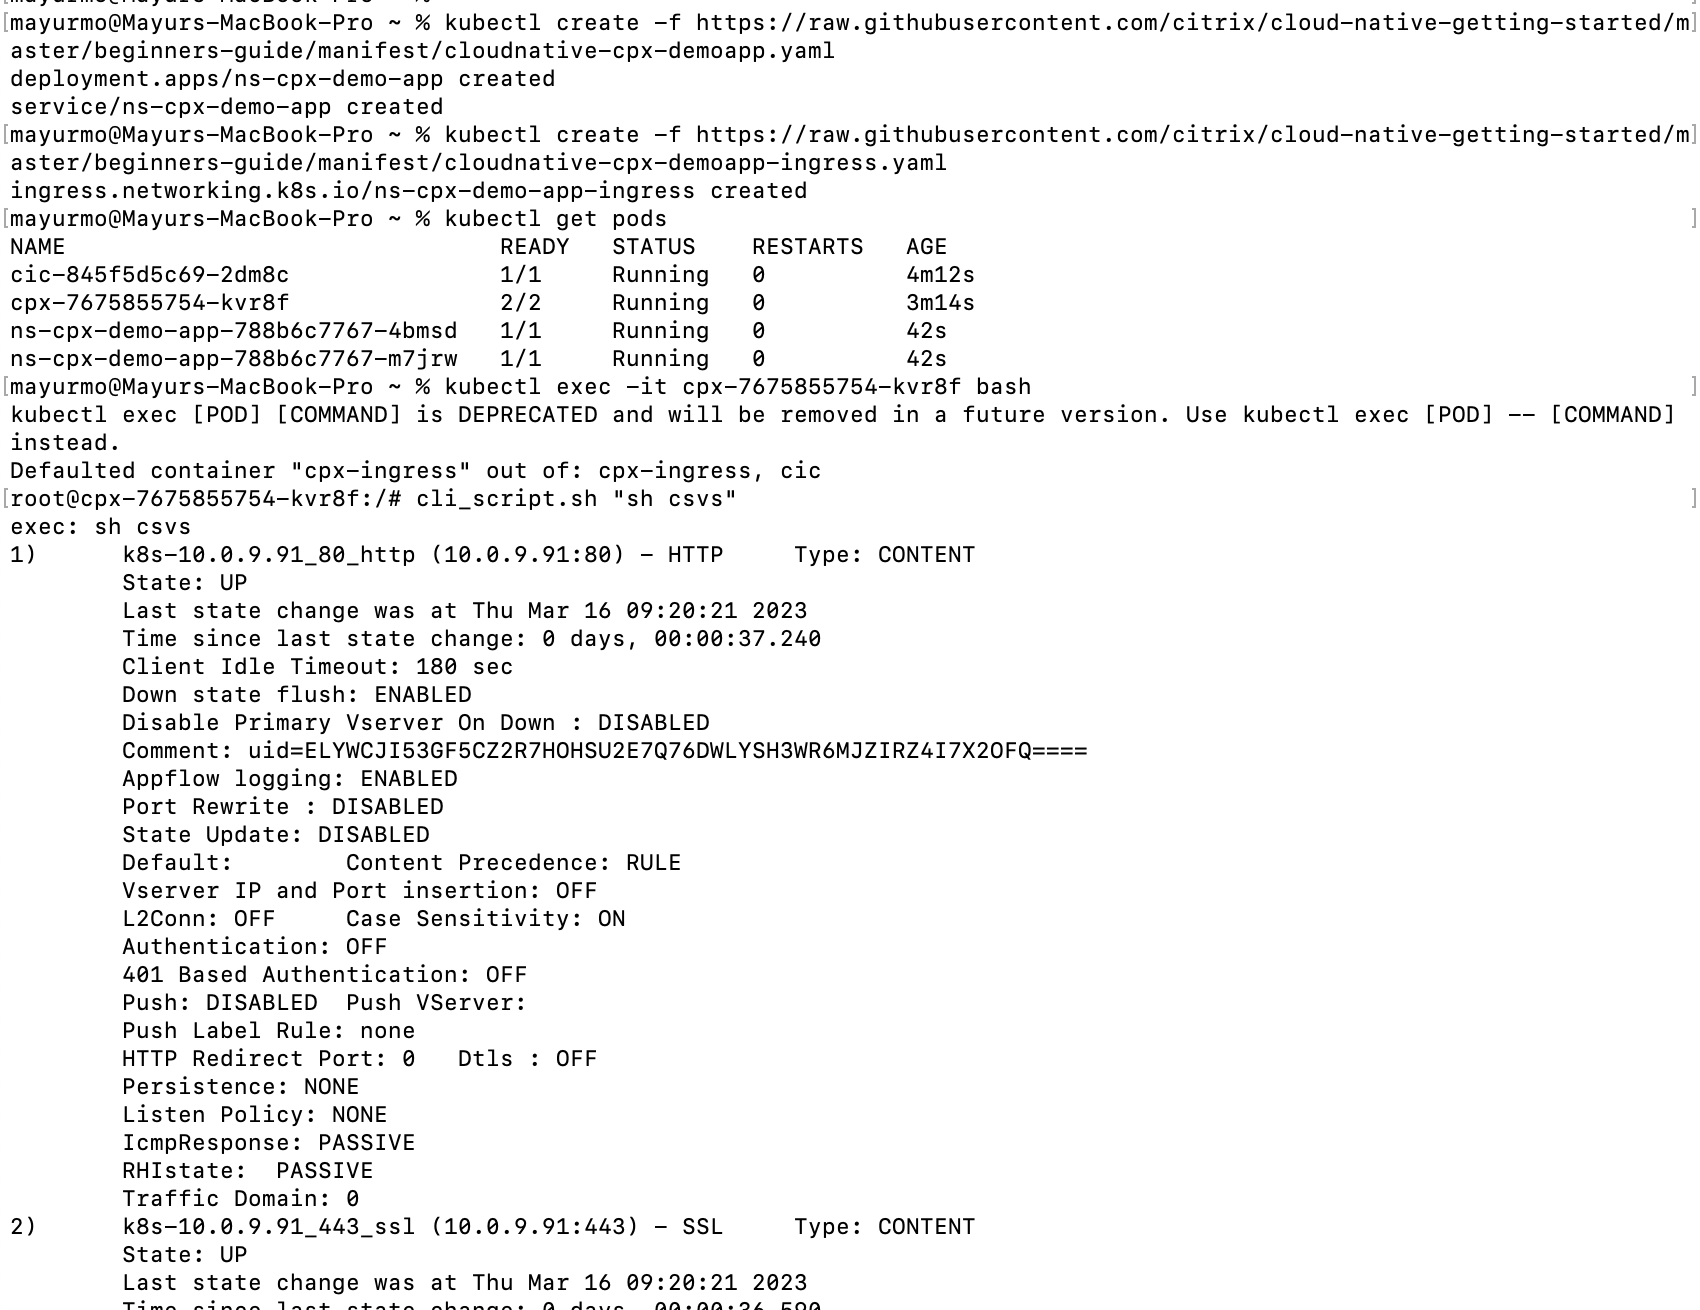 [mayurmo@Mayurs-MacBook-Pro ~ % kubectl create -f https://raw.githubusercontent.com/citrix/cloud-native-getting-started/m]
aster/beginners-guide/manifest/cloudnative-cpx-demoapp.yaml
deployment.apps/ns-cpx-demo-app created
service/ns-cpx-demo-app created
[mayurmo@Mayurs-MacBook-Pro ~ % kubectl create -f https://raw.githubusercontent.com/citrix/cloud-native-getting-started/m]
aster/beginners-guide/manifest/cloudnative-cpx-demoapp-ingress.yaml
ingress.networking.k8s.io/ns-cpx-demo-app-ingress created
[mayurmo@Mayurs-MacBook-Pro ~ % kubectl get pods ]
NAME READY STATUS RESTARTS AGE
cic-845f5d5c69-2dm8c 1/1 Running 0 4m12s
cpx-7675855754-kvr8f 2/2 Running 0 3m14s
ns-cpx-demo-app-788b6c7767-4bmsd 1/1 Running 0 42s
ns-cpx-demo-app-788b6c7767-m7jrw 1/1 Running 0 42s
[mayurmo@Mayurs-MacBook-Pro ~ % kubectl exec -it cpx-7675855754-kvr8f bash ]
kubectl exec [POD] [COMMAND] is DEPRECATED and will be removed in a future version. Use kubectl exec [POD] -- [COMMAND]
instead.
Defaulted container "cpx-ingress" out of: cpx-ingress, cic
[root@cpx-7675855754-kvr8f:/# cli_script.sh "sh csvs" ]
exec: sh csvs
1) k8s-10.0.9.91_80_http (10.0.9.91:80) - HTTP Type: CONTENT
State: UP
Last state change was at Thu Mar 16 09:20:21 2023
Time since last state change: 0 days, 00:00:37.240
Client Idle Timeout: 180 sec
Down state flush: ENABLED
Disable Primary Vserver On Down : DISABLED
Comment: uid=ELYWCJI53GF5CZ2R7HOHSU2E7Q76DWLYSH3WR6MJZIRZ4I7X2OFQ====
Appflow logging: ENABLED
Port Rewrite : DISABLED
State Update: DISABLED
Default: Content Precedence: RULE
Vserver IP and Port insertion: OFF
L2Conn: OFF Case Sensitivity: ON
Authentication: OFF
401 Based Authentication: OFF
Push: DISABLED Push VServer:
Push Label Rule: none
HTTP Redirect Port: 0 Dtls : OFF
Persistence: NONE
Listen Policy: NONE
IcmpResponse: PASSIVE
RHIstate: PASSIVE
Traffic Domain: 0
2) k8s-10.0.9.91_443_ssl (10.0.9.91:443) - SSL Type: CONTENT
State: UP
Last state change was at Thu Mar 16 09:20:21 2023
Time since last state change: 0 days, 00:00:36.590